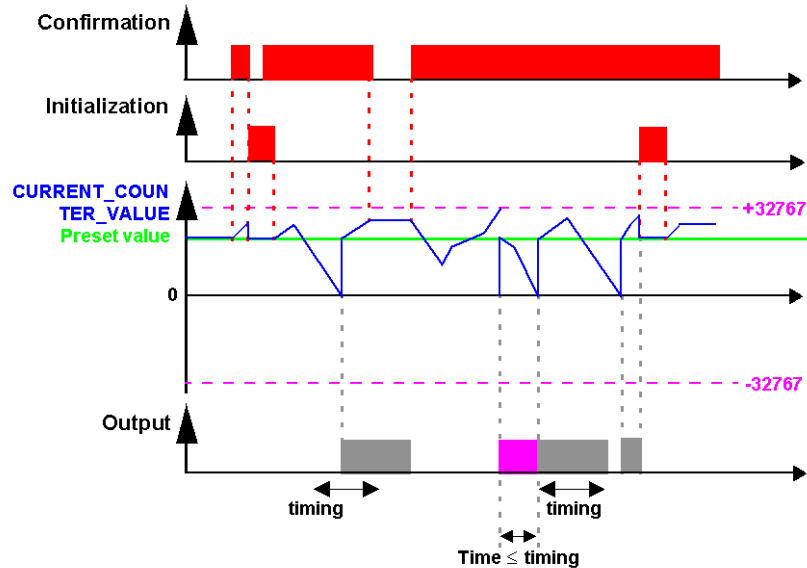 Confirmation
Initialization
CURRENT_COUN
TER_VALUE
+32767
Preset value
0
-32767
Output
timing
timing
Time ≤ timing